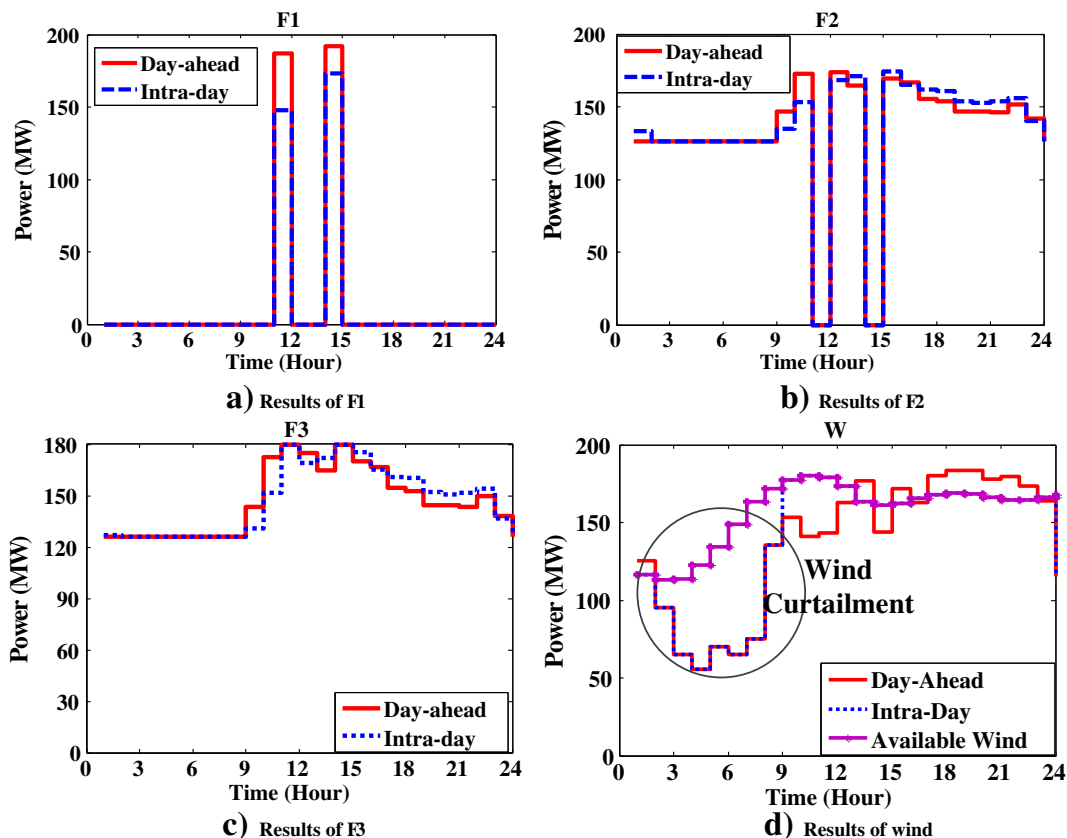 F1
200
150
100
50
0
Power (MW)
Day-ahead
Intra-day
0 3 6 9 12 15 18 21 24
Time (Hour)
a) Results of F1
F2
200
150
100
50
0
Power (MW)
Day-ahead
Intra-day
0 3 6 9 12 15 18 21 24
Time (Hour)
b) Results of F2
F3
180
150
120
90
60
30
0
Power (MW)
Day-ahead
Intra-day
0 3 6 9 12 15 18 21 24
Time (Hour)
c) Results of F3
W
200
150
100
50
0
Power (MW)
Wind
Curtailment
Day-Ahead
Intra-Day
Available Wind
0 3 6 9 12 15 18 21 24
Time (Hour)
d) Results of wind